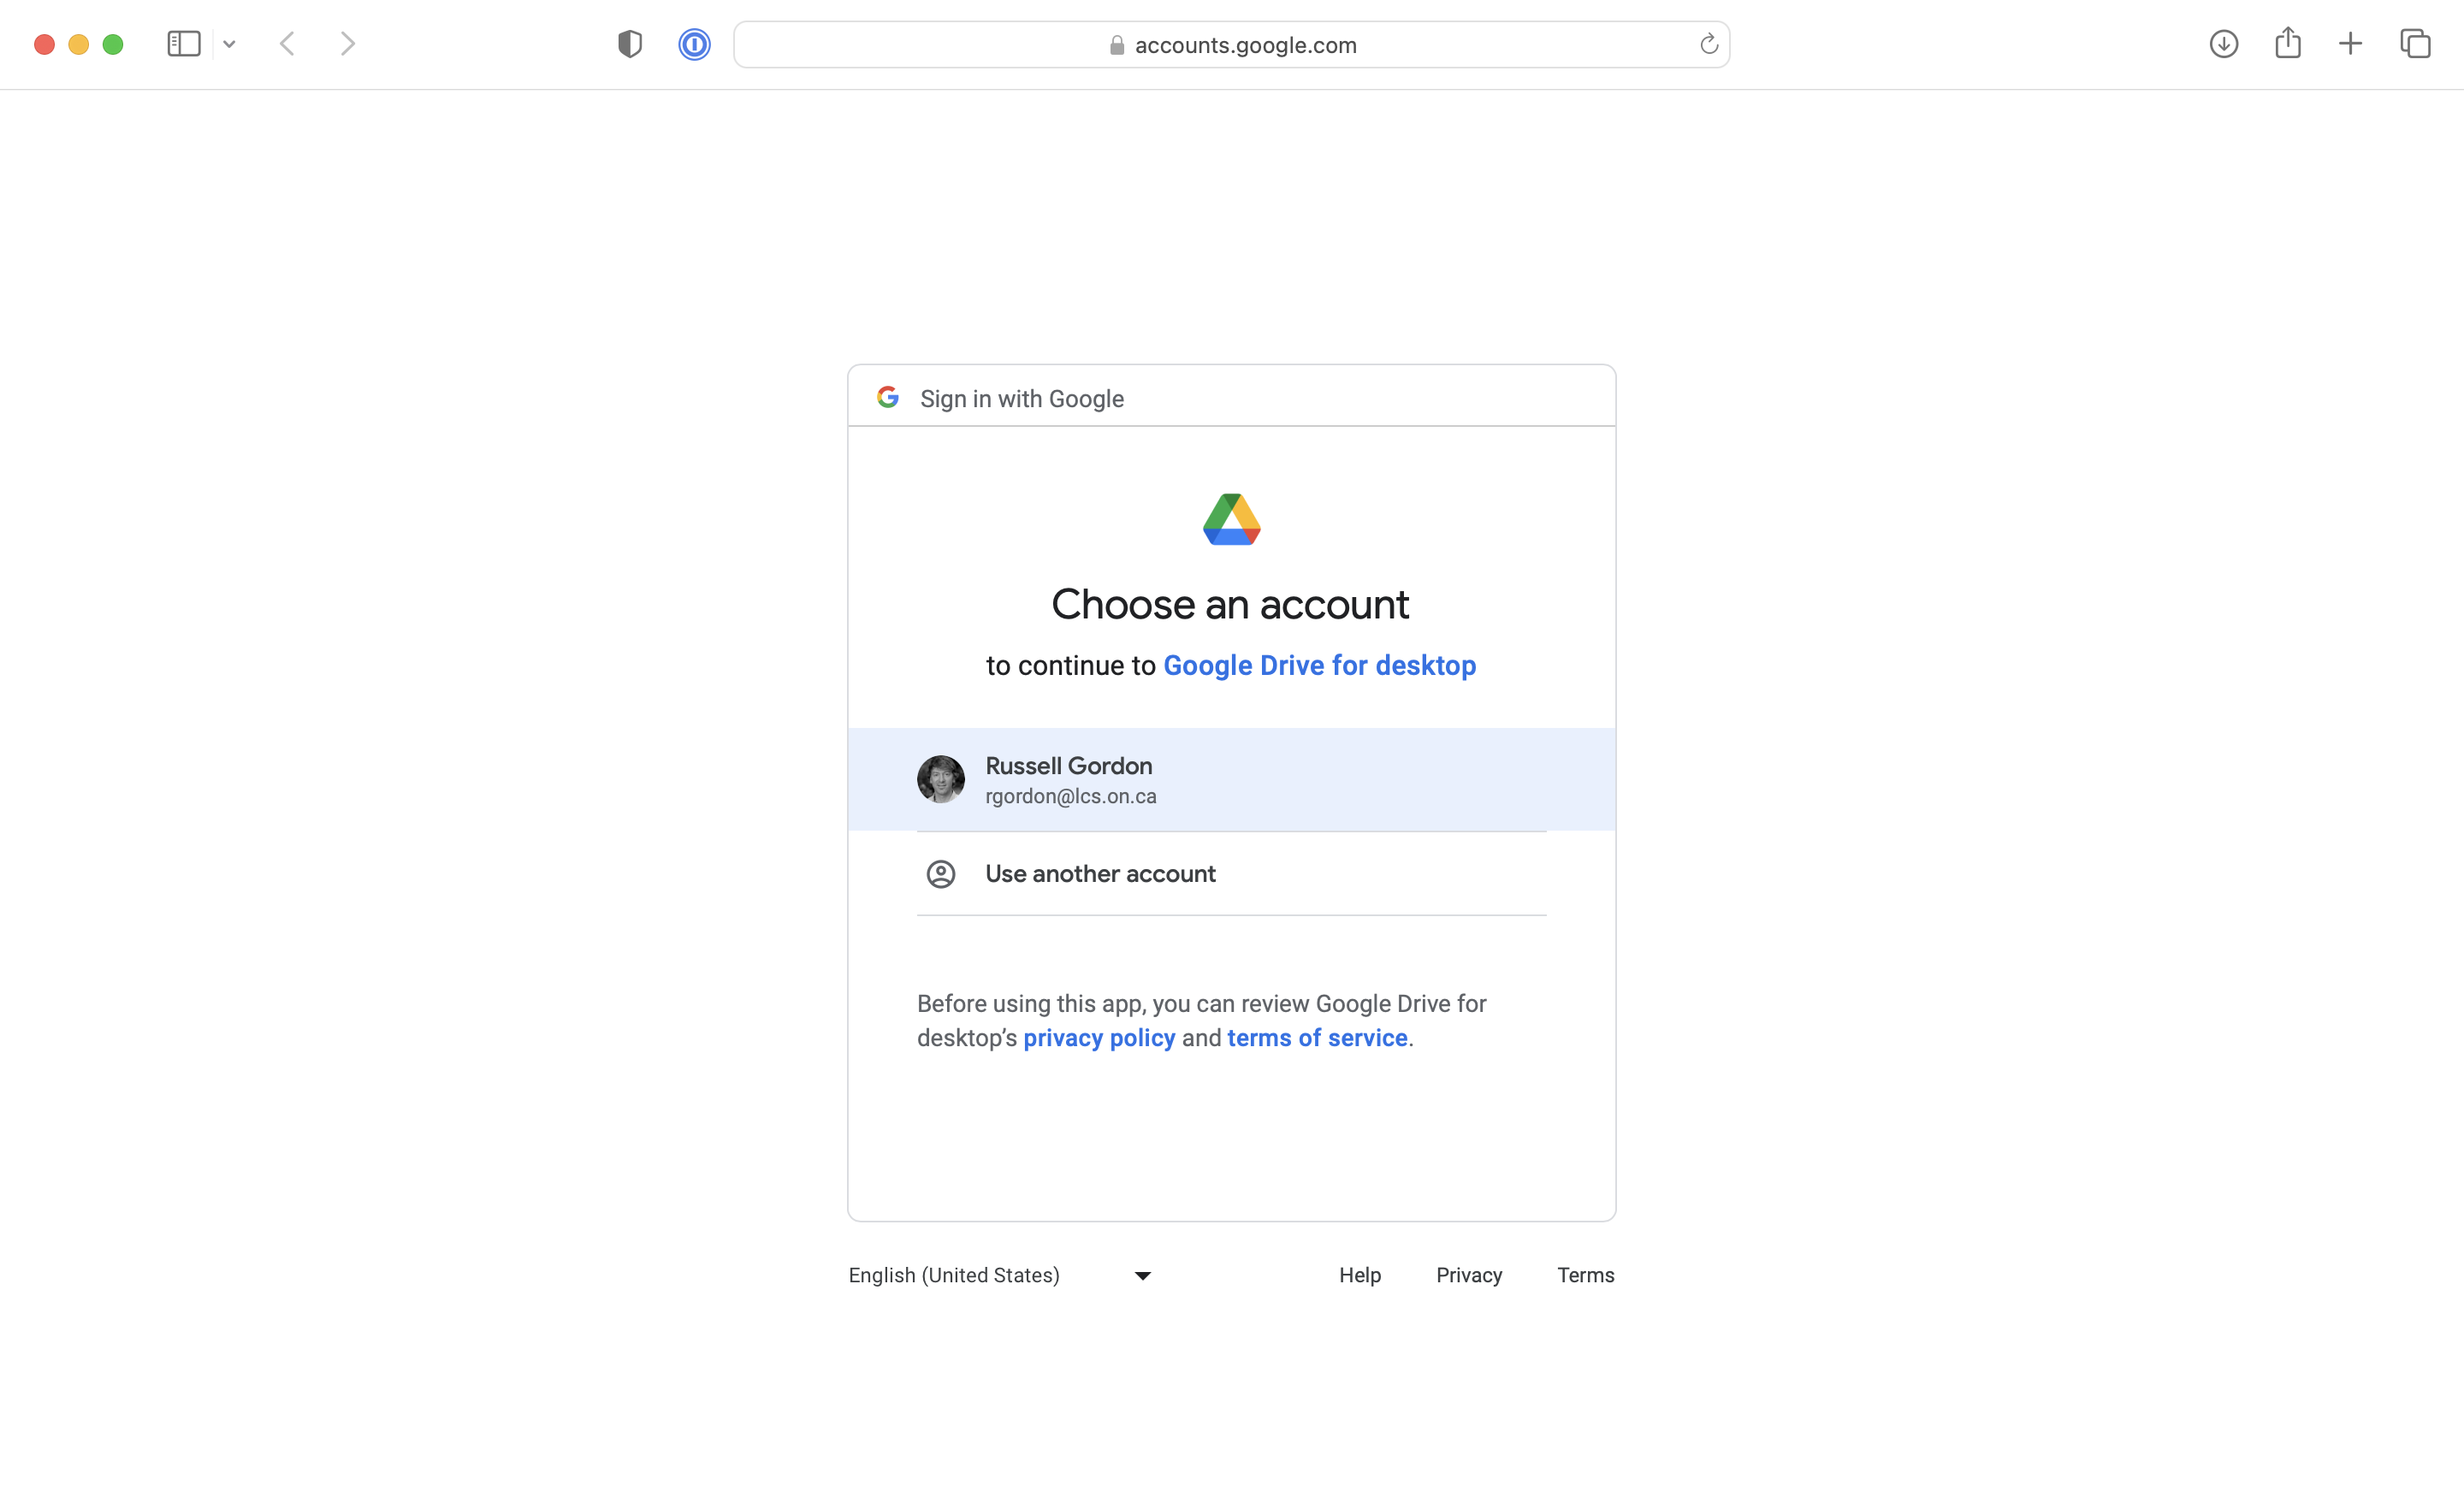 accounts.google.com
Sign in with Google
Choose an account
to continue to Google Drive for desktop
Russell Gordon
rgordon@lcs.on.ca
Use another account
Before using this app, you can review Google Drive for
desktop’s privacy policy and terms of service.
English (United States) Help Privacy Terms